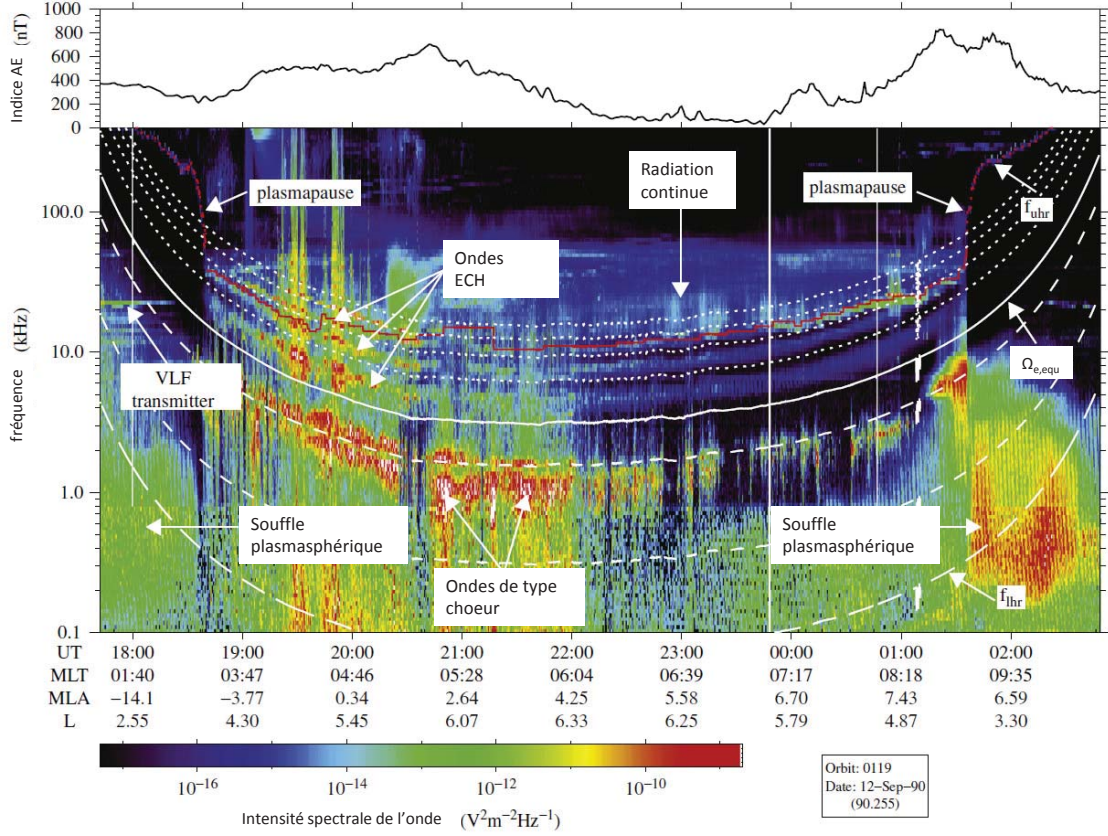 1000
800
600
400
200
0
Indice AE (nT)
plasmapause
Radiation
continue
plasmapause
f_uhr
100.0
Ondes
ECH
10.0
fréquence (kHz)
VLF
transmitter
Ω_e,equ
1.0
Souffle
plasmasphérique
Souffle
plasmasphérique
Ondes de type
choeur
f_lhr
0.1
UT 18:00 19:00 20:00 21:00 22:00 23:00 00:00 01:00 02:00
MLT 01:40 03:47 04:46 05:28 06:04 06:39 07:17 08:18 09:35
MLA −14.1 −3.77 0.34 2.64 4.25 5.58 6.70 7.43 6.59
L 2.55 4.30 5.45 6.07 6.33 6.25 5.79 4.87 3.30
10⁻¹⁶ 10⁻¹⁴ 10⁻¹² 10⁻¹⁰
Intensité spectrale de l'onde (V²m⁻²Hz⁻¹)
Orbit: 0119
Date: 12−Sep−90
(90.255)